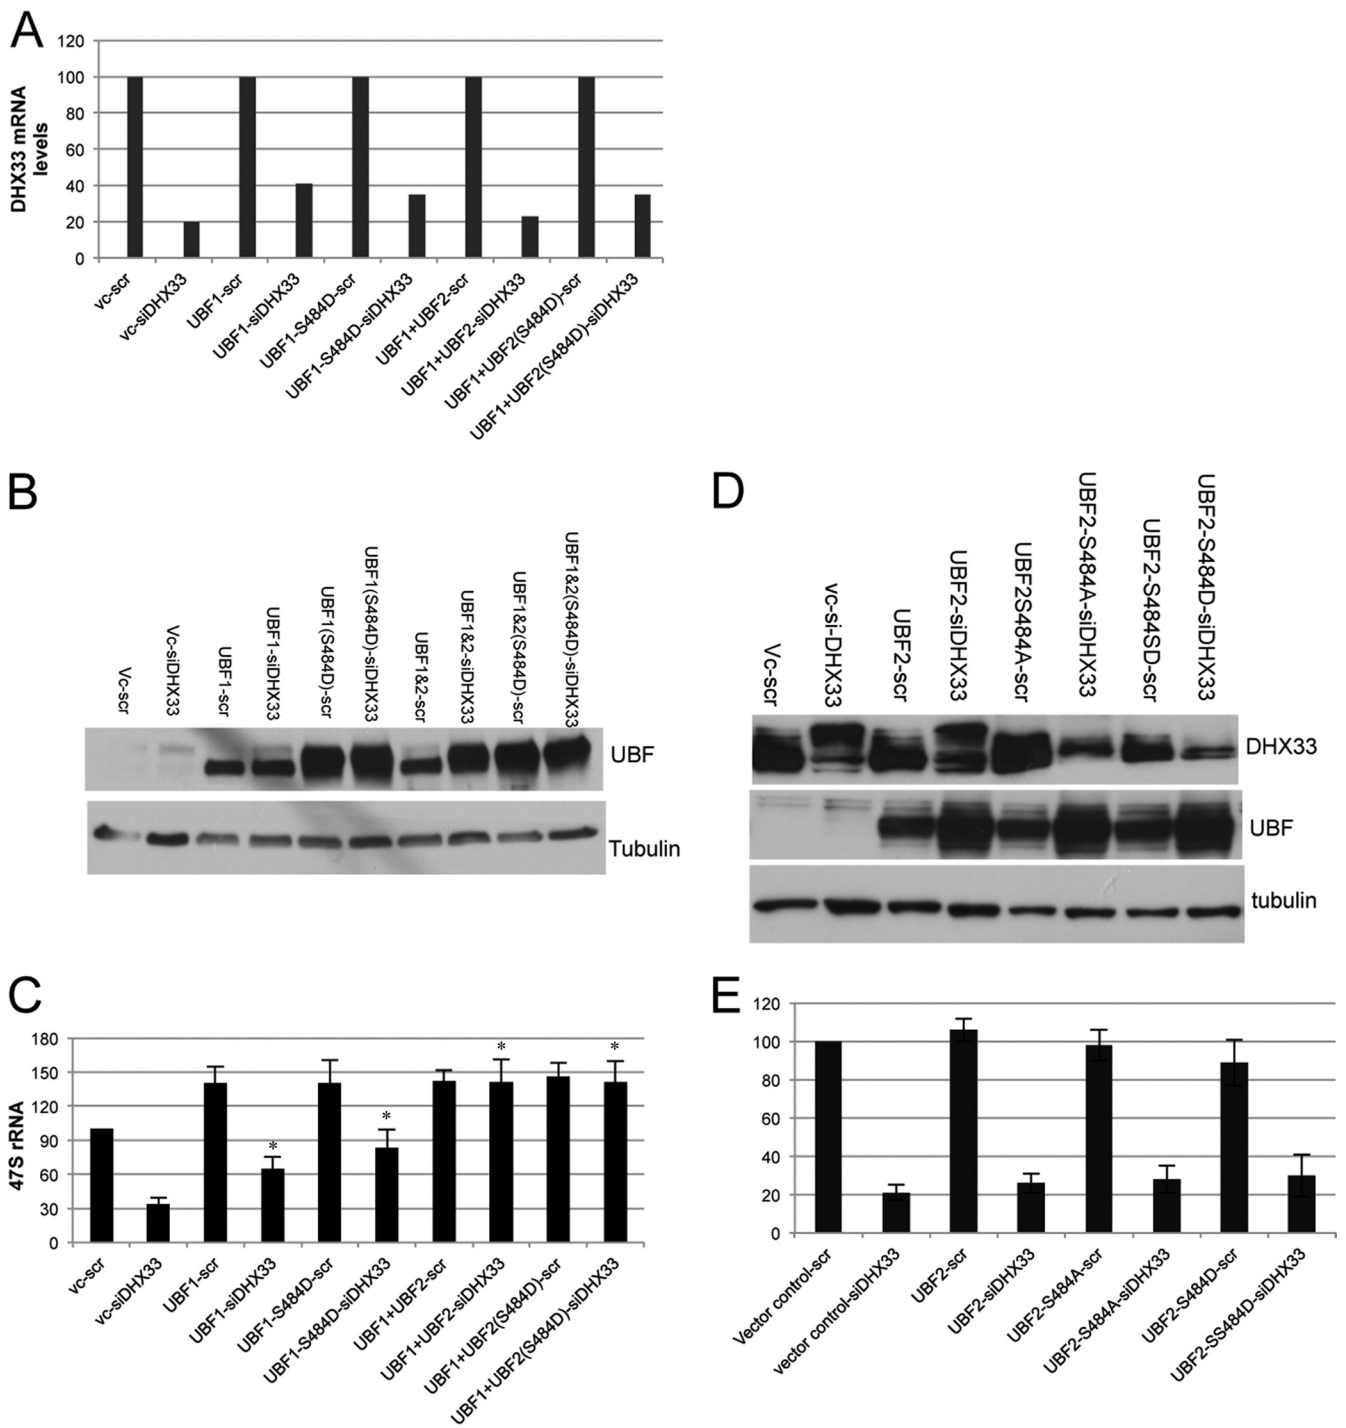 A
120
100
80
60
40
20
0
DHX33 mRNA
levels
vc-scr
vc-siDHX33
UBF1-scr
UBF1-siDHX33
UBF1-S484D-scr
UBF1-S484D-siDHX33
UBF1+UBF2-scr
UBF1+UBF2-siDHX33
UBF1+UBF2(S484D)-scr
UBF1+UBF2(S484D)-siDHX33
B
Vc-scr
Vc-siDHX33
UBF1-scr
UBF1-siDHX33
UBF1(S484D)-scr
UBF1(S484D)-siDHX33
UBF1&2-scr
UBF1&2-siDHX33
UBF1&2(S484D)-scr
UBF1&2(S484D)-siDHX33
UBF
Tubulin
D
Vc-scr
vc-si-DHX33
UBF2-scr
UBF2-siDHX33
UBF2S484A-scr
UBF2-S484A-siDHX33
UBF2-S484SD-scr
UBF2-S484D-siDHX33
DHX33
UBF
tubulin
C
180
150
120
90
60
30
0
47S rRNA
*
*
*
*
vc-scr
vc-siDHX33
UBF1-scr
UBF1-siDHX33
UBF1-S484D-scr
UBF1-S484D-siDHX33
UBF1+UBF2-scr
UBF1+UBF2-siDHX33
UBF1+UBF2(S484D)-scr
UBF1+UBF2(S484D)-siDHX33
E
120
100
80
60
40
20
0
Vector control-scr
vector control-siDHX33
UBF2-scr
UBF2-siDHX33
UBF2-S484A-scr
UBF2-S484A-siDHX33
UBF2-S484D-scr
UBF2-SS484D-siDHX33